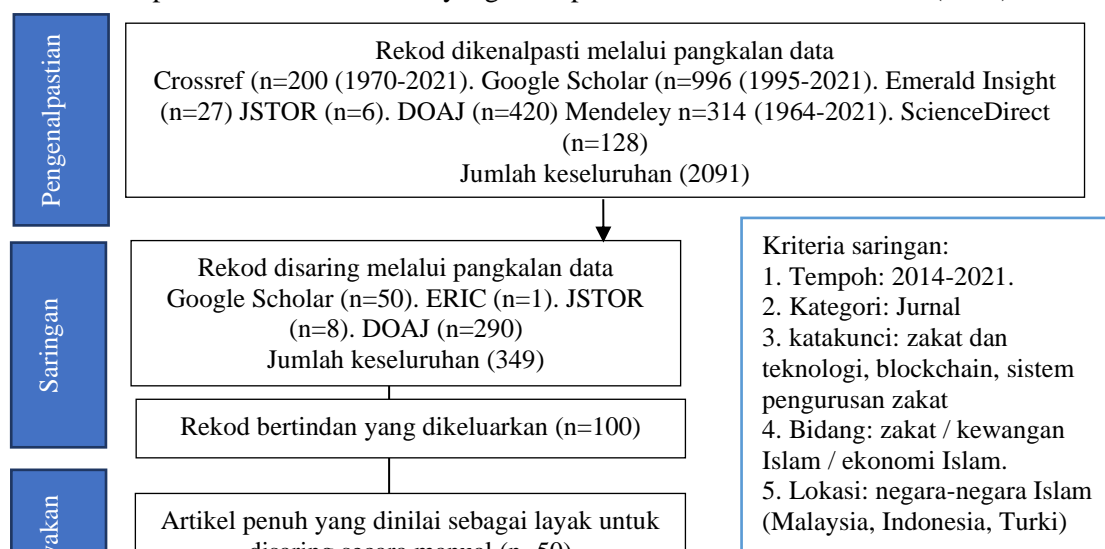 Pengenalpastian
Rekod dikenalpasti melalui pangkalan data
Crossref (n=200 (1970-2021). Google Scholar (n=996 (1995-2021). Emerald Insight
(n=27) JSTOR (n=6). DOAJ (n=420) Mendeley n=314 (1964-2021). ScienceDirect
(n=128)
Jumlah keseluruhan (2091)
Saringan
Rekod disaring melalui pangkalan data
Google Scholar (n=50). ERIC (n=1). JSTOR
(n=8). DOAJ (n=290)
Jumlah keseluruhan (349)
Rekod bertindan yang dikeluarkan (n=100)
Kriteria saringan:
1. Tempoh: 2014-2021.
2. Kategori: Jurnal
3. katakunci: zakat dan
teknologi, blockchain, sistem
pengurusan zakat
4. Bidang: zakat / kewangan
Islam / ekonomi Islam.
5. Lokasi: negara-negara Islam
(Malaysia, Indonesia, Turki)
Artikel penuh yang dinilai sebagai layak untuk
disaring secara manual